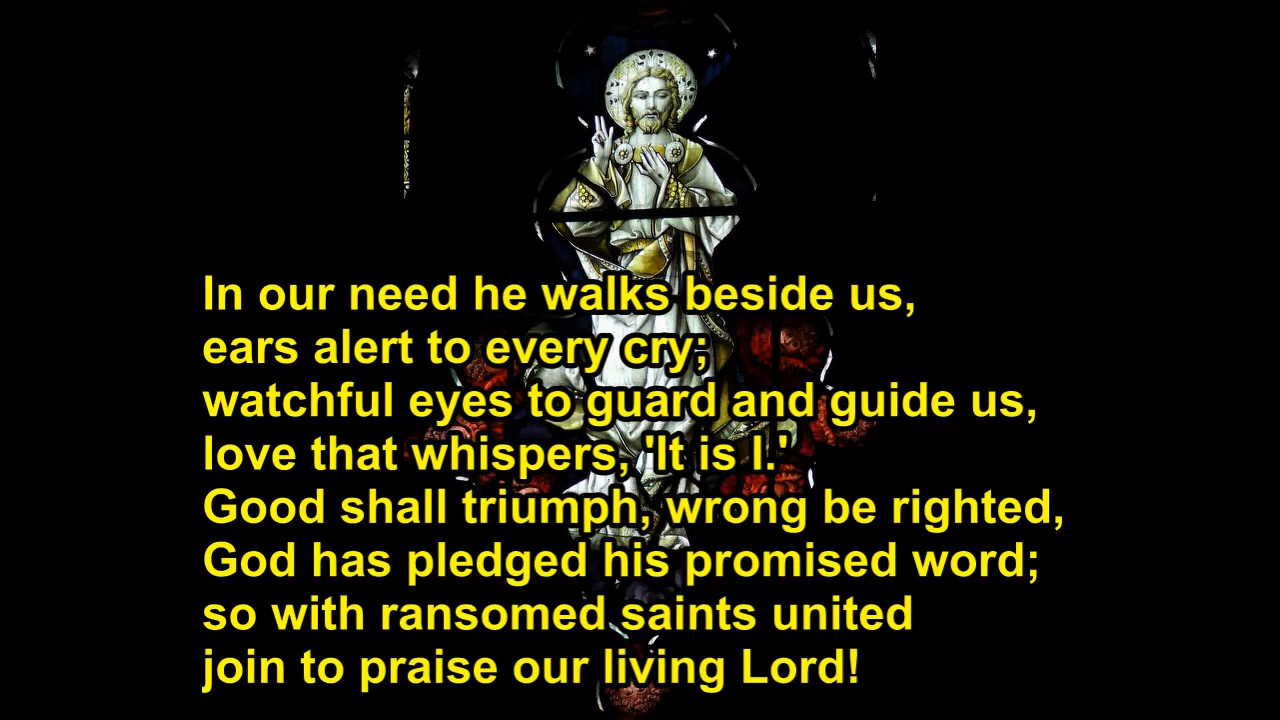 In our need he walks beside us,
ears alert to every cry;
watchful eyes to guard and guide us,
love that whispers, 'It is I.'
Good shall triumph, wrong be righted,
God has pledged his promised word;
so with ransomed saints united
join to praise our living Lord!